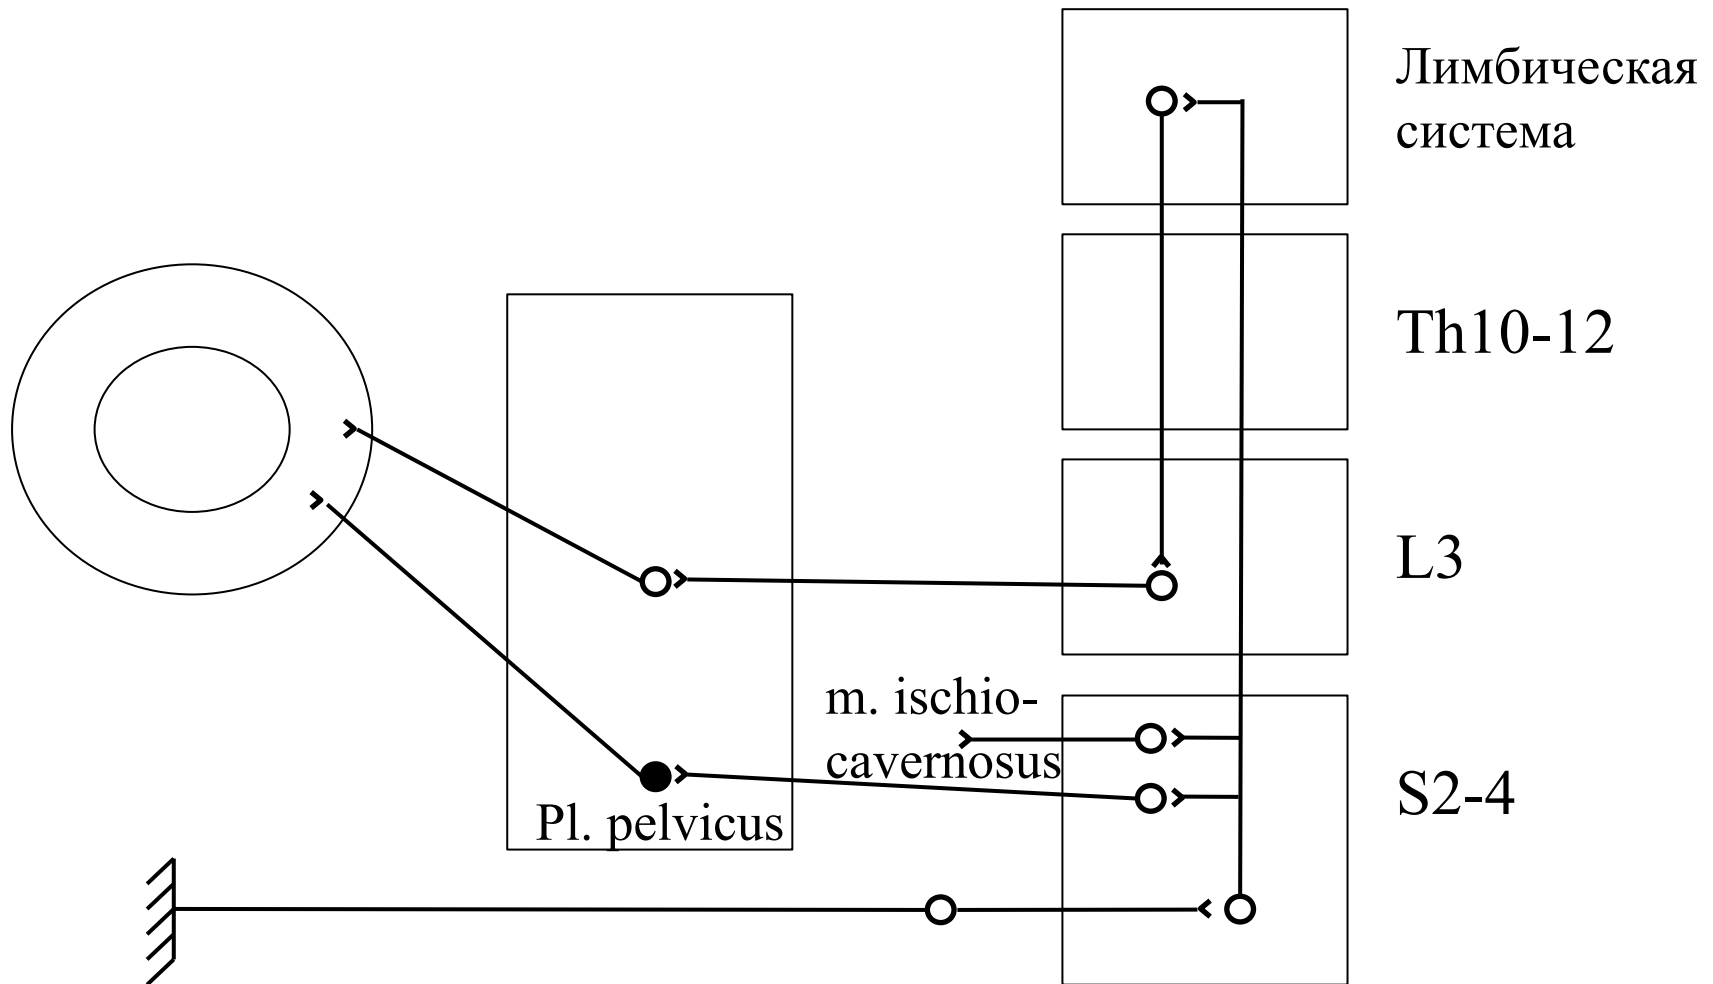 Лимбическая
система
Th10-12
L3
m. ischio-
cavernosus
S2-4
Pl. pelvicus